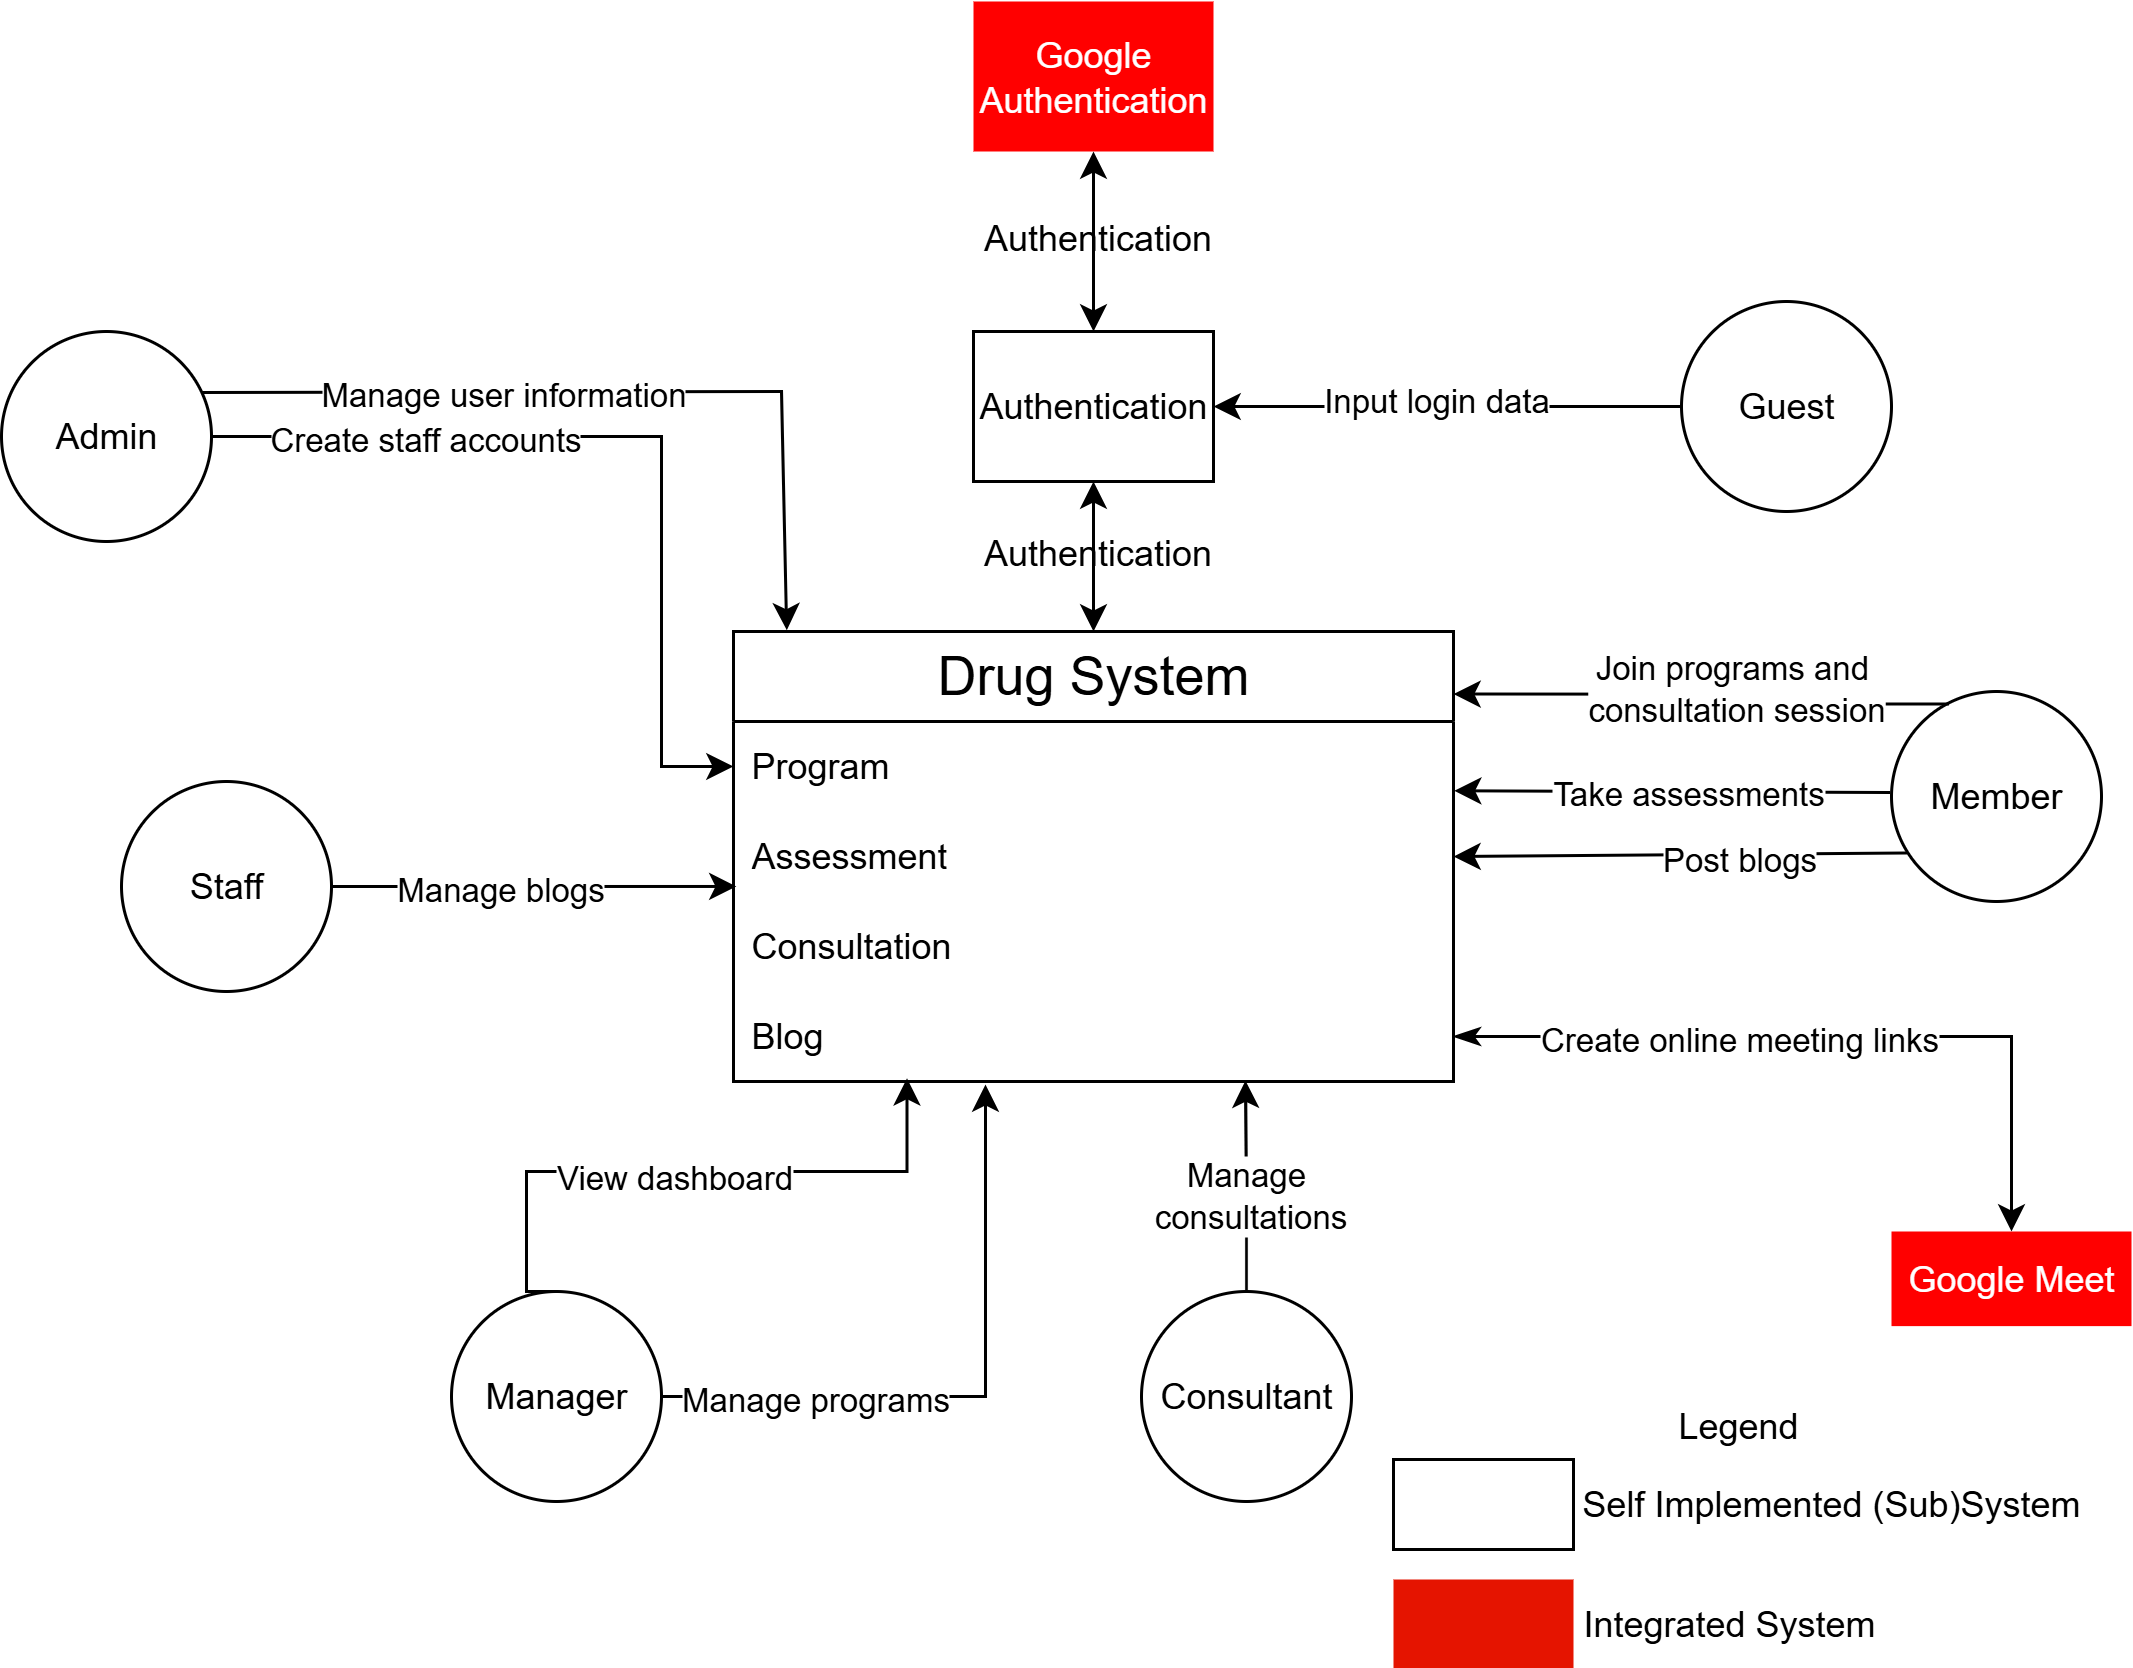 Google
Authentication
Authentication
Admin
Manage user information
Create staff accounts
Authentication
Input login data
Guest
Authentication
Drug System
Program
Assessment
Consultation
Blog
Join programs and
consultation session
Take assessments
Post blogs
Member
Staff
Manage blogs
Create online meeting links
View dashboard
Manage
consultations
Google Meet
Manager
Manage programs
Consultant
Legend
Self Implemented (Sub)System
Integrated System